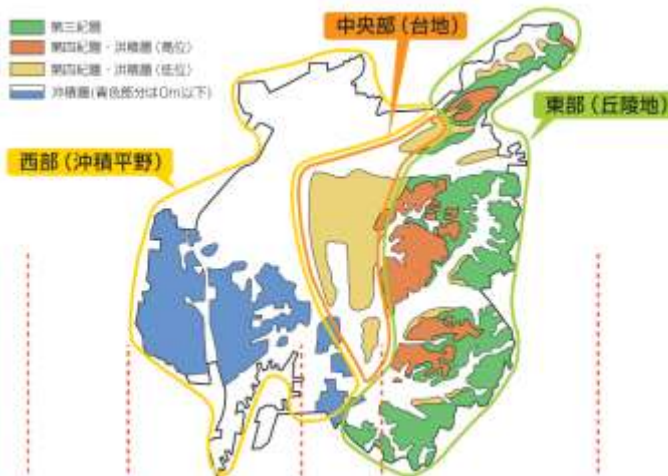 第三紀層
第四紀層・洪積層(高位)
第四紀層・洪積層(低位)
沖積層(青色部分は0m以下)
中央部(台地)
東部(丘陵地)
西部(沖積平野)